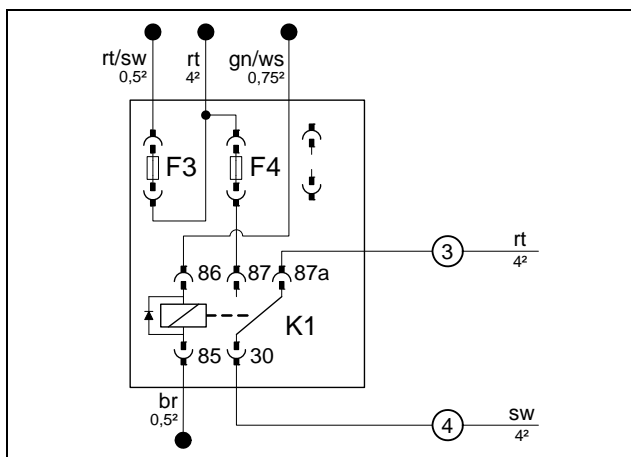 rt/sw rt gn/ws
0,5² 4² 0,75²
F3 F4
3 rt
4²
86 87 87a
K1
85 30
br
0,5²
4 sw
4²